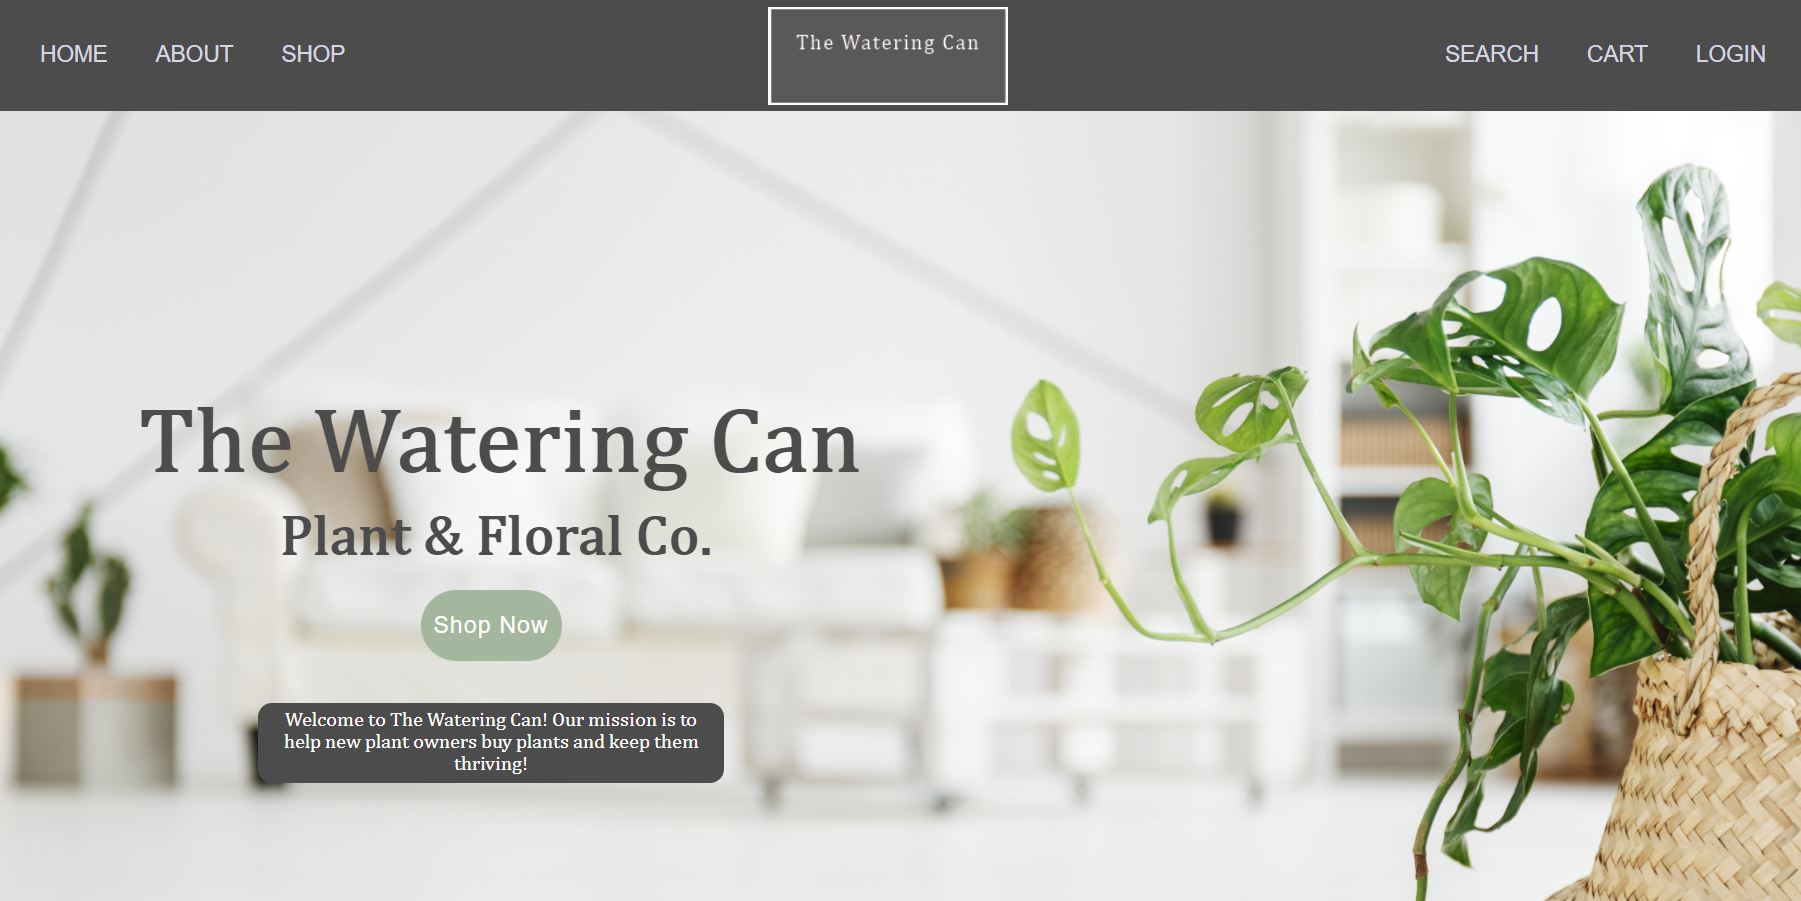 HOME ABOUT SHOP The Watering Can SEARCH CART LOGIN
The Watering Can
Plant & Floral Co.
Shop Now
Welcome to The Watering Can! Our mission is to
help new plant owners buy plants and keep them
thriving!